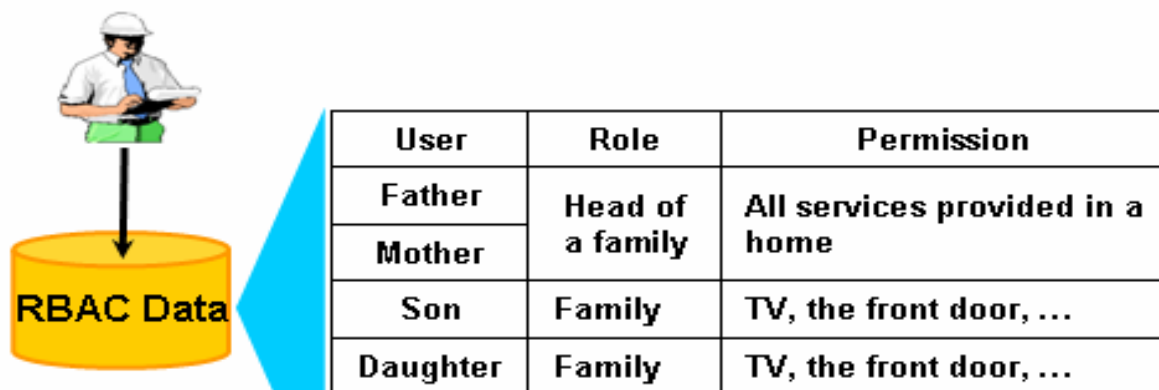 User Role Permission
Father
Head of
a family
All services provided in a
home
Mother
RBAC Data
Son Family TV, the front door, ...
Daughter Family TV, the front door, ...